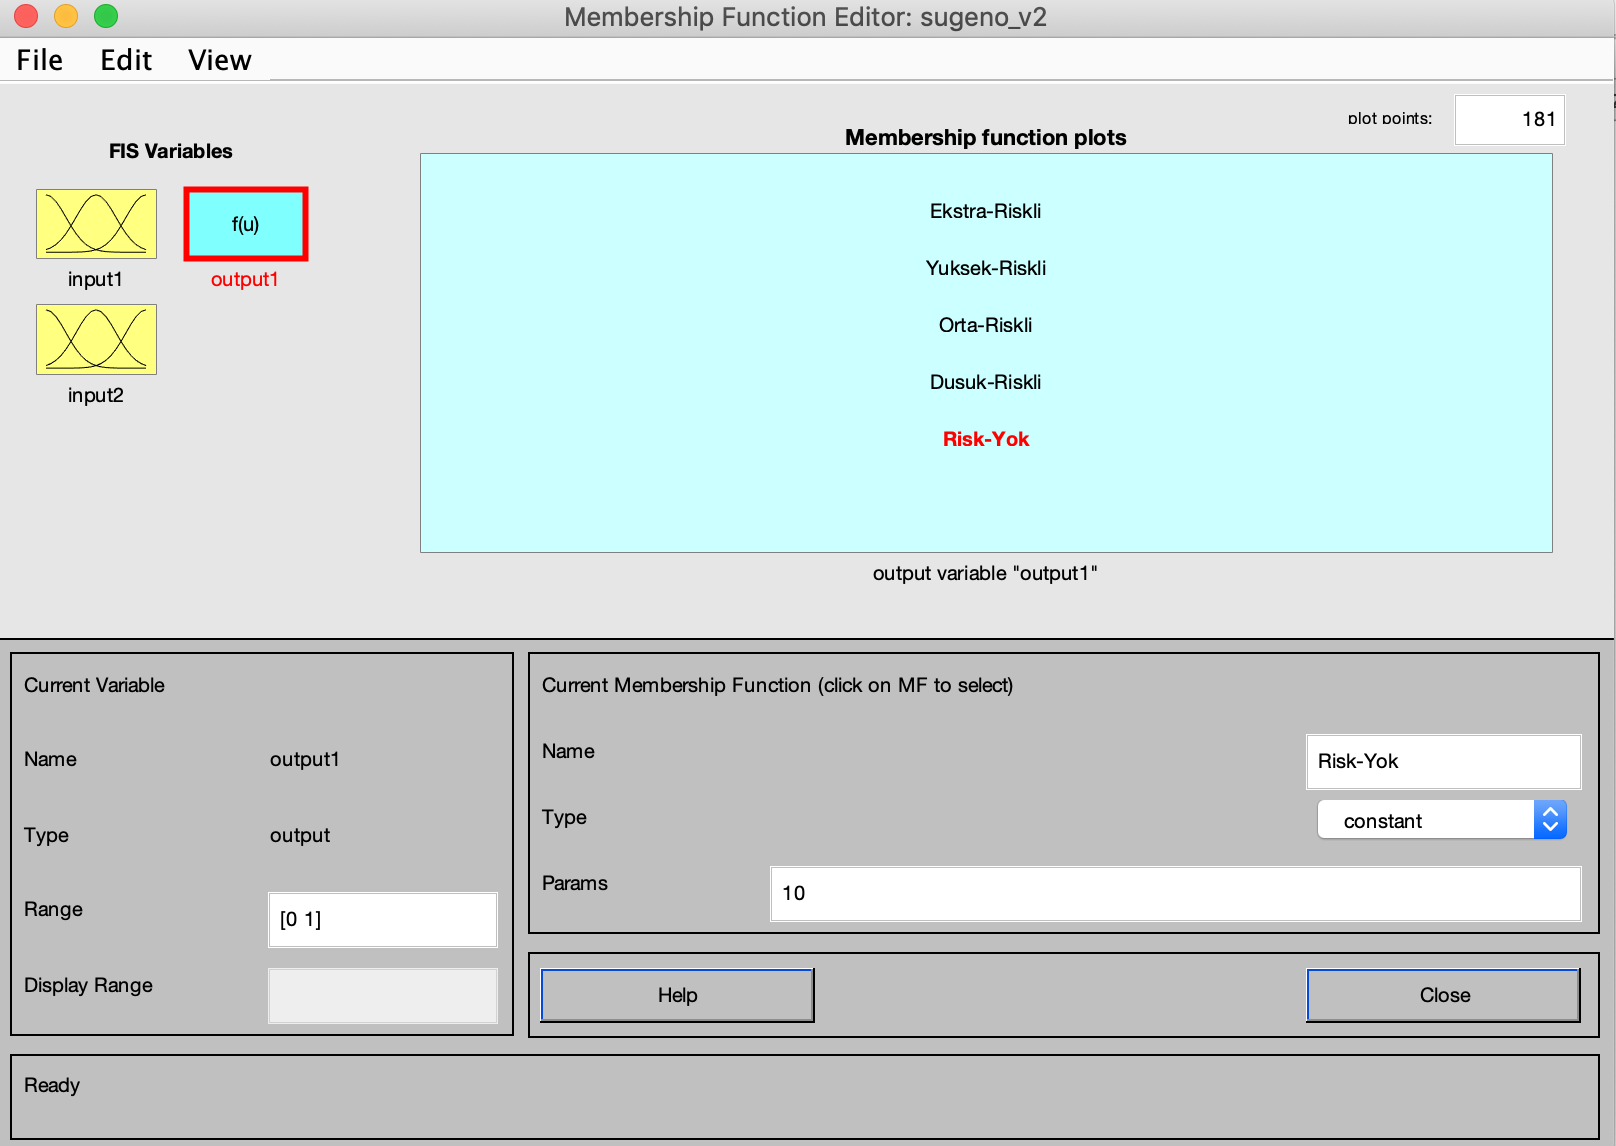 Membership Function Editor: sugeno_v2
File Edit View
plot points: 181
FIS Variables
Membership function plots
f(u)
input1 output1
input2
Ekstra-Riskli
Yuksek-Riskli
Orta-Riskli
Dusuk-Riskli
Risk-Yok
output variable "output1"
Current Variable
Name output1
Type output
Range [0 1]
Display Range
Current Membership Function (click on MF to select)
Name Risk-Yok
Type constant
Params 10
Help Close
Ready